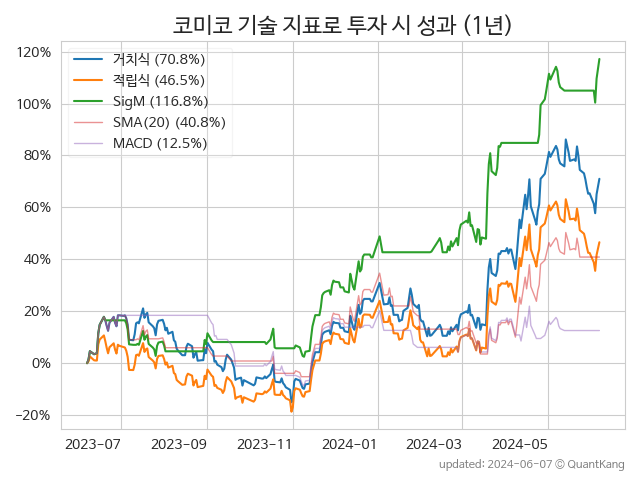 코미코 기술 지표로 투자 시 성과 (1년)
120%
100%
80%
60%
40%
20%
0%
−20%
거치식 (70.8%)
적립식 (46.5%)
SigM (116.8%)
SMA(20) (40.8%)
MACD (12.5%)
2023-07
2023-09
2023-11
2024-01
2024-03
2024-05
updated: 2024-06-07 © QuantKang